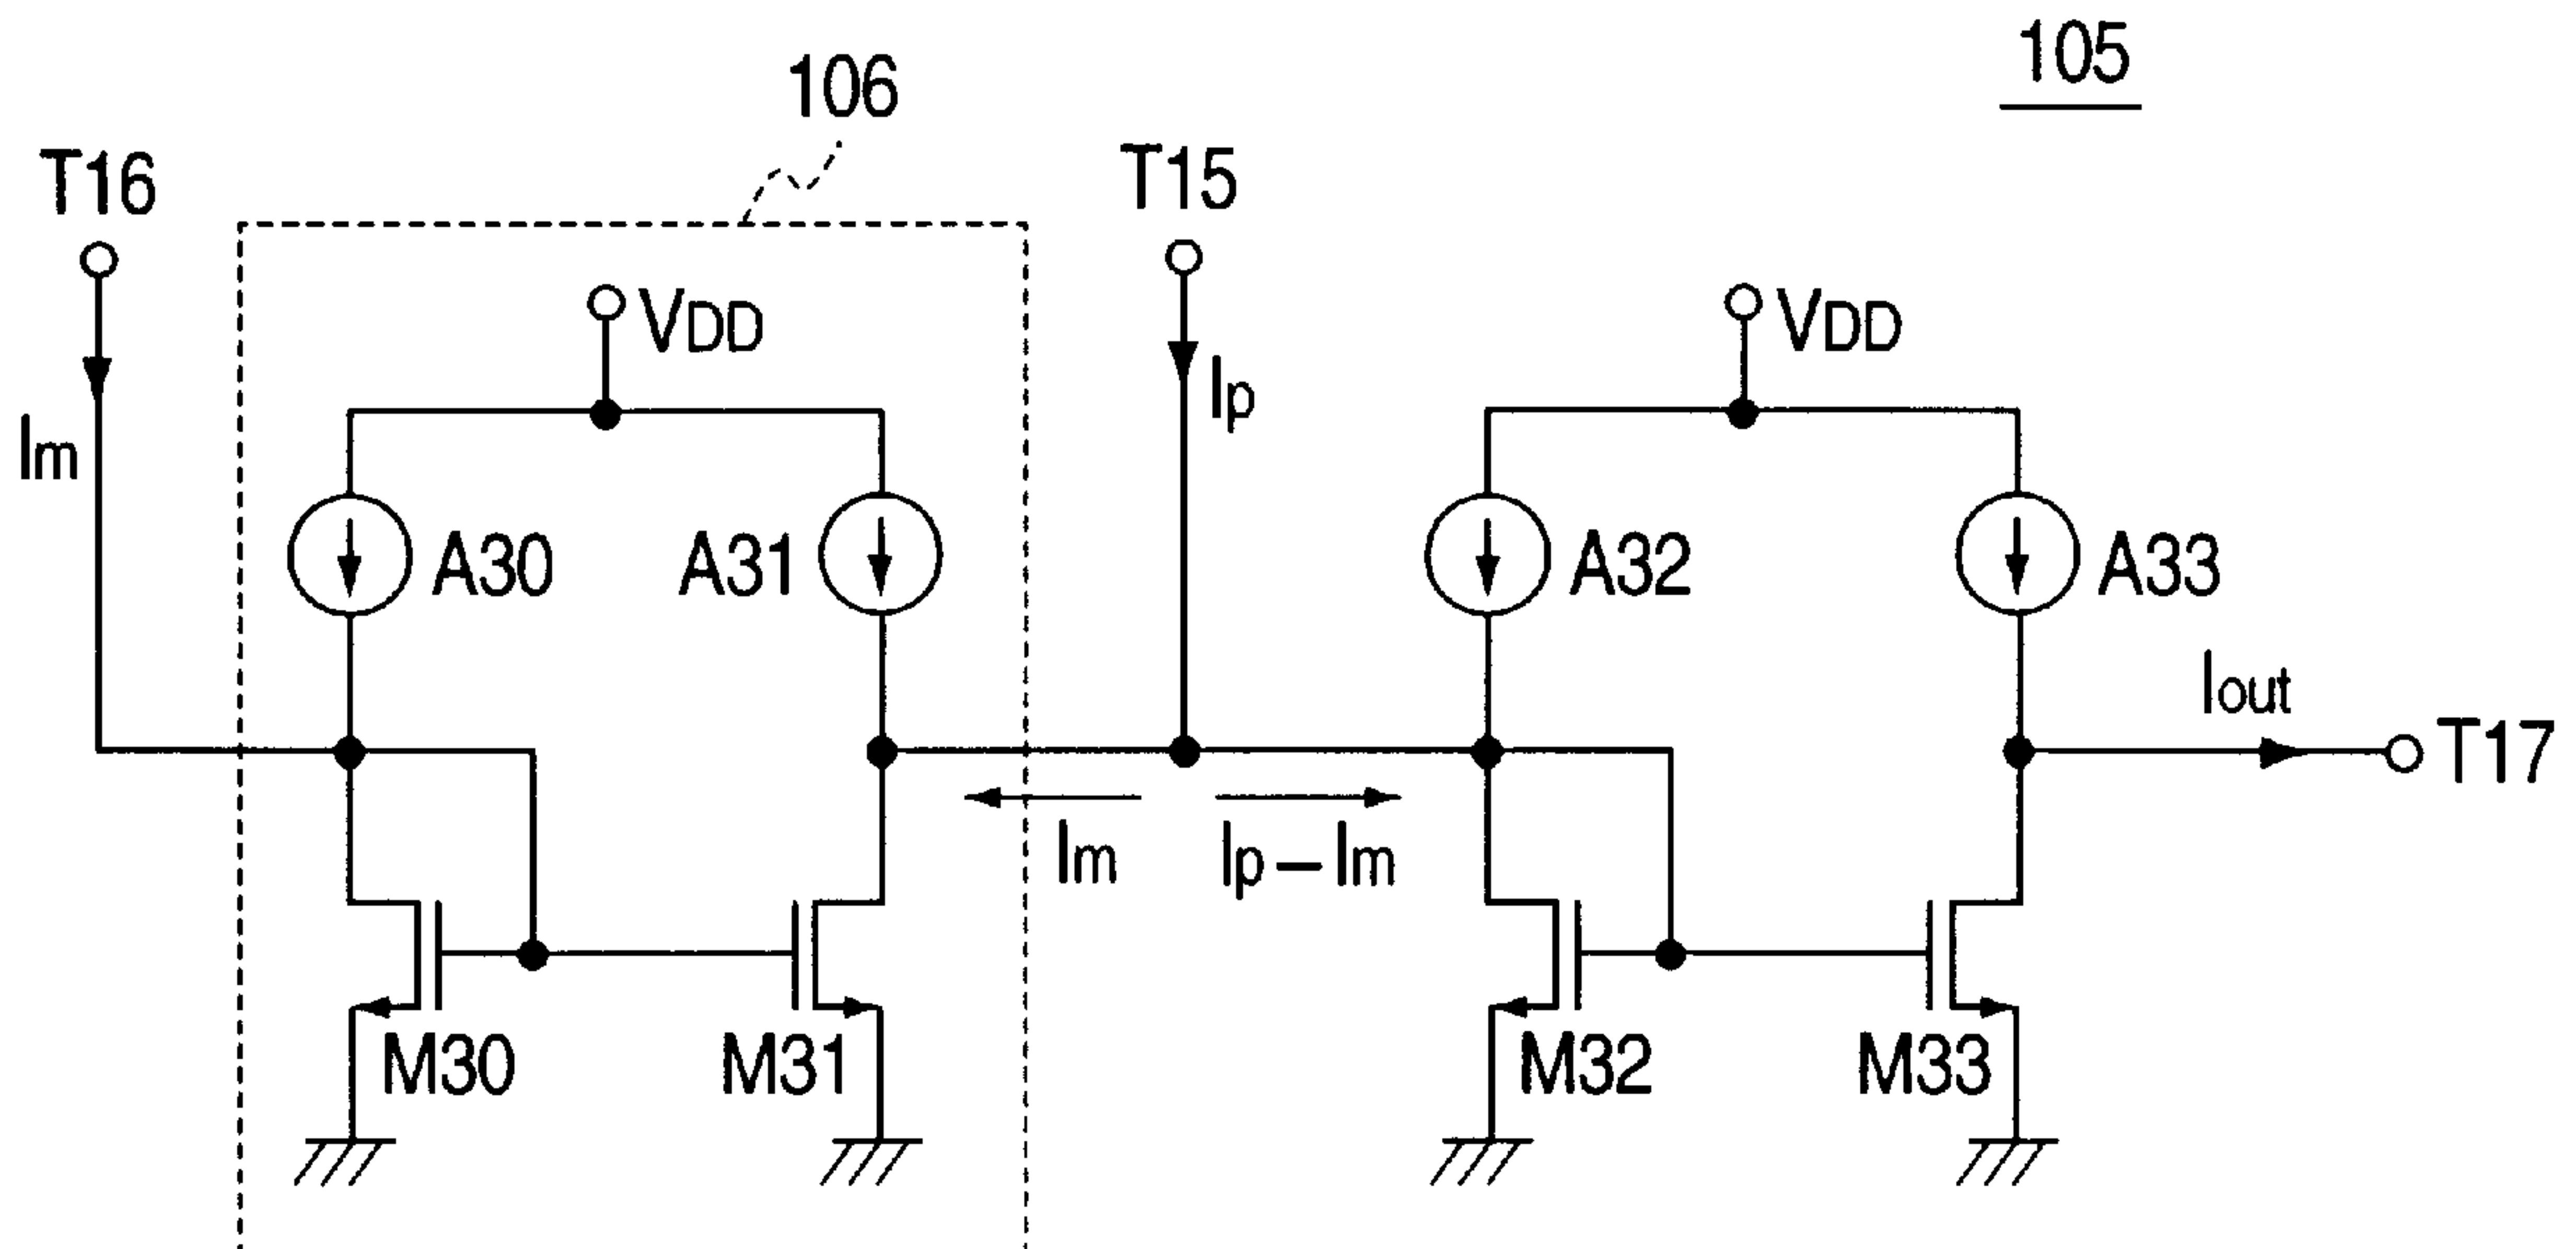 105
106
T16
T15
VDD
VDD
Ip
Im
A30
A31
A32
A33
Iout
T17
Im
Ip – Im
M30
M31
M32
M33